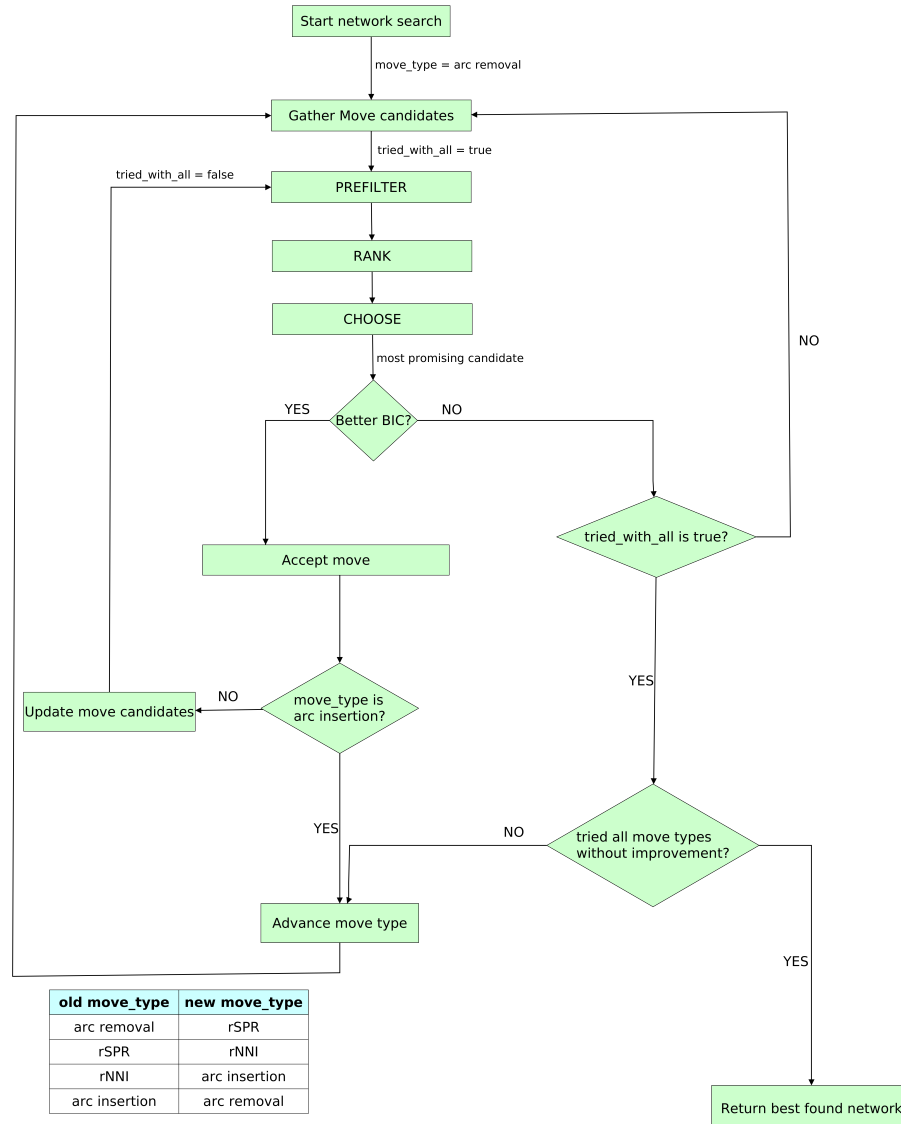 Start network search
move_type = arc removal
Gather Move candidates
tried_with_all = true
tried_with_all = false
PREFILTER
RANK
NO
CHOOSE
most promising candidate
YES
NO
Better BIC?
tried_with_all is true?
Accept move
YES
NO
move_type is
arc insertion?
Update move candidates
YES
NO
tried all move types
without improvement?
Advance move type
YES
old move_type new move_type
arc removal rSPR
rSPR rNNI
rNNI arc insertion
arc insertion arc removal
Return best found network